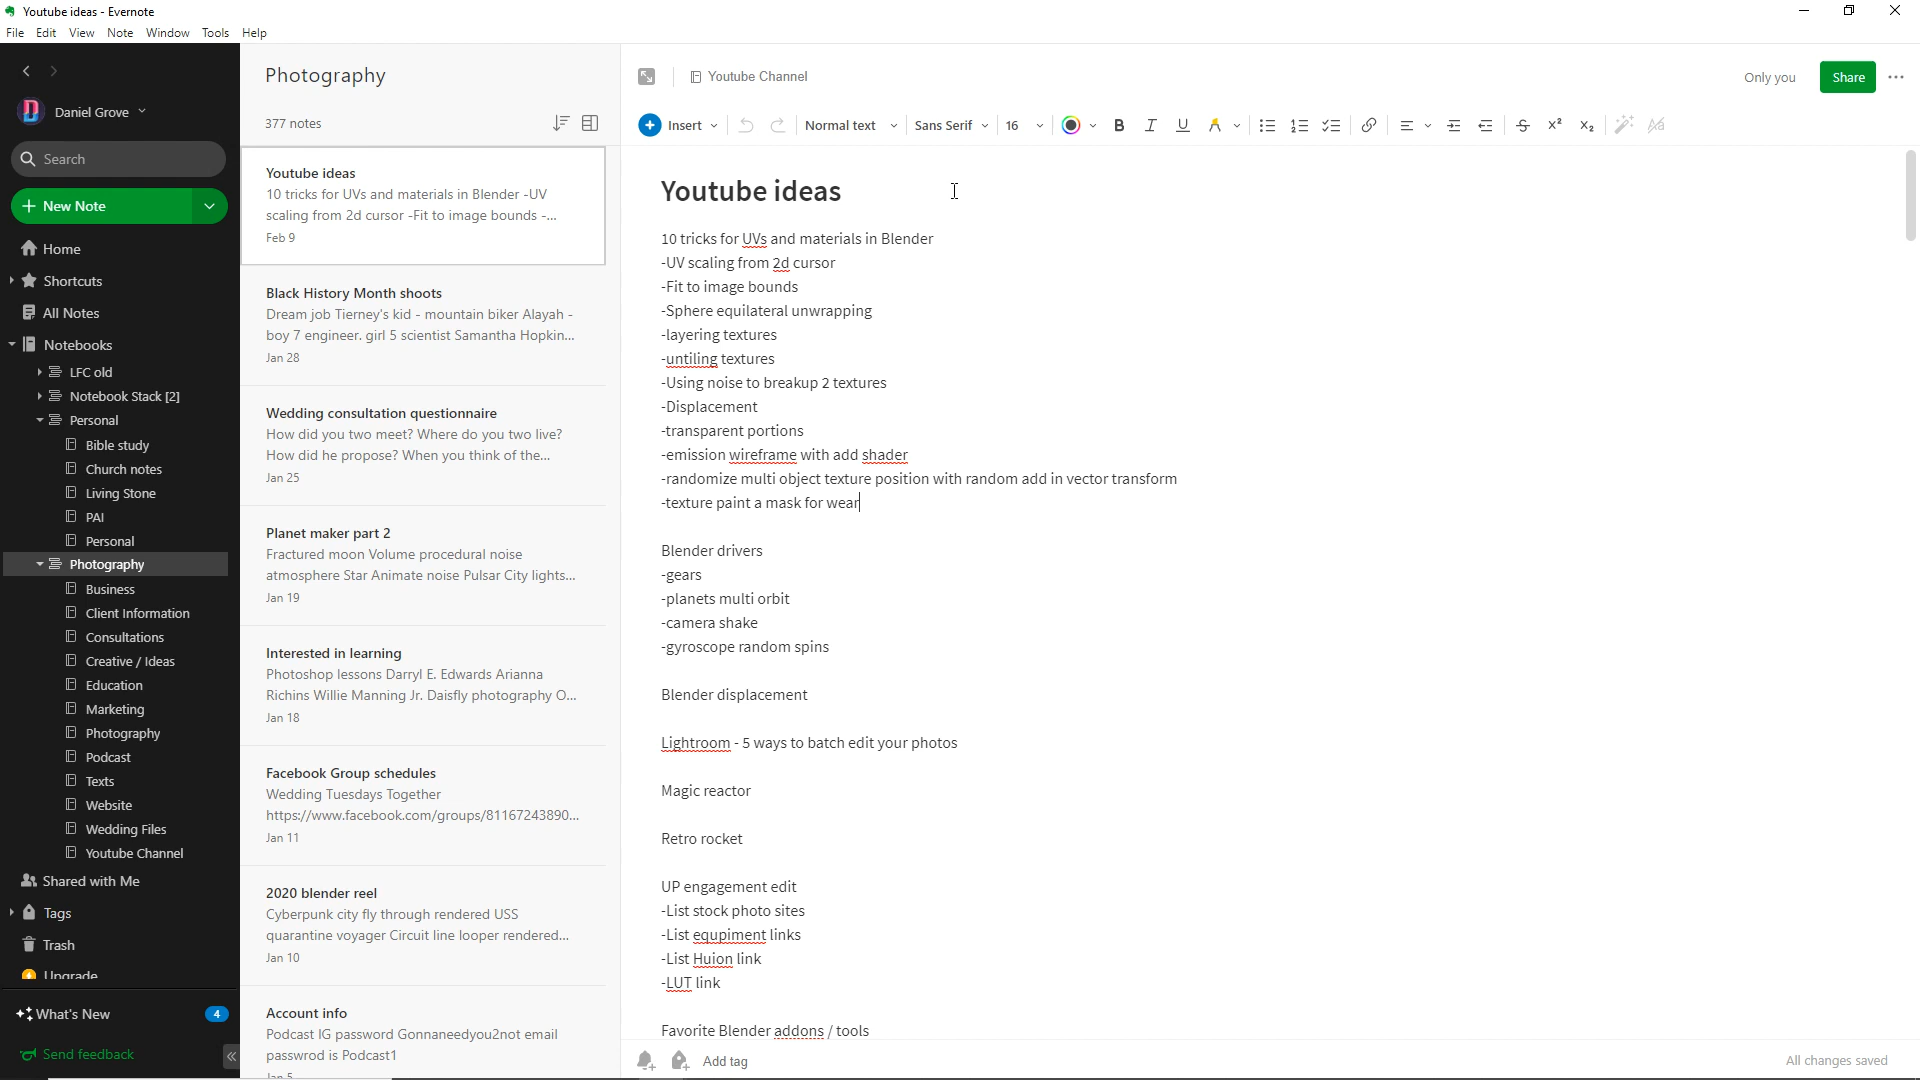 Youtube ideas - Evernote
File Edit View Note Window Tools Help
Daniel Grove
Search
New Note
Home
Shortcuts
All Notes
Notebooks
LFC old
Notebook Stack [2]
Personal
Bible study
Church notes
Living Stone
PAI
Personal
Photography
Business
Client Information
Consultations
Creative / Ideas
Education
Marketing
Photography
Podcast
Texts
Website
Wedding Files
Youtube Channel
Shared with Me
Tags
Trash
Upgrade
What's New 4
Send feedback
Photography
377 notes
Youtube ideas
10 tricks for UVs and materials in Blender -UV
scaling from 2d cursor -Fit to image bounds -...
Feb 9
Black History Month shoots
Dream job Tierney's kid - mountain biker Alayah -
boy 7 engineer. girl 5 scientist Samantha Hopkin...
Jan 28
Wedding consultation questionnaire
How did you two meet? Where do you two live?
How did he propose? When you think of the...
Jan 25
Planet maker part 2
Fractured moon Volume procedural noise
atmosphere Star Animate noise Pulsar City lights...
Jan 19
Interested in learning
Photoshop lessons Darryl E. Edwards Arianna
Richins Willie Manning Jr. Daisfly photography O...
Jan 18
Facebook Group schedules
Wedding Tuesdays Together
https://www.facebook.com/groups/81167243890...
Jan 11
2020 blender reel
Cyberpunk city fly through rendered USS
quarantine voyager Circuit line looper rendered...
Jan 10
Account info
Podcast IG password Gonnaneedyou2not email
passwrod is Podcast1
Jan 5
Youtube Channel
Only you Share
Insert Normal text Sans Serif 16
Youtube ideas
10 tricks for UVs and materials in Blender
-UV scaling from 2d cursor
-Fit to image bounds
-Sphere equilateral unwrapping
-layering textures
-untiling textures
-Using noise to breakup 2 textures
-Displacement
-transparent portions
-emission wireframe with add shader
-randomize multi object texture position with random add in vector transform
-texture paint a mask for wear
Blender drivers
-gears
-planets multi orbit
-camera shake
-gyroscope random spins
Blender displacement
Lightroom - 5 ways to batch edit your photos
Magic reactor
Retro rocket
UP engagement edit
-List stock photo sites
-List equpiment links
-List Huion link
-LUT link
Favorite Blender addons / tools
Add tag
All changes saved